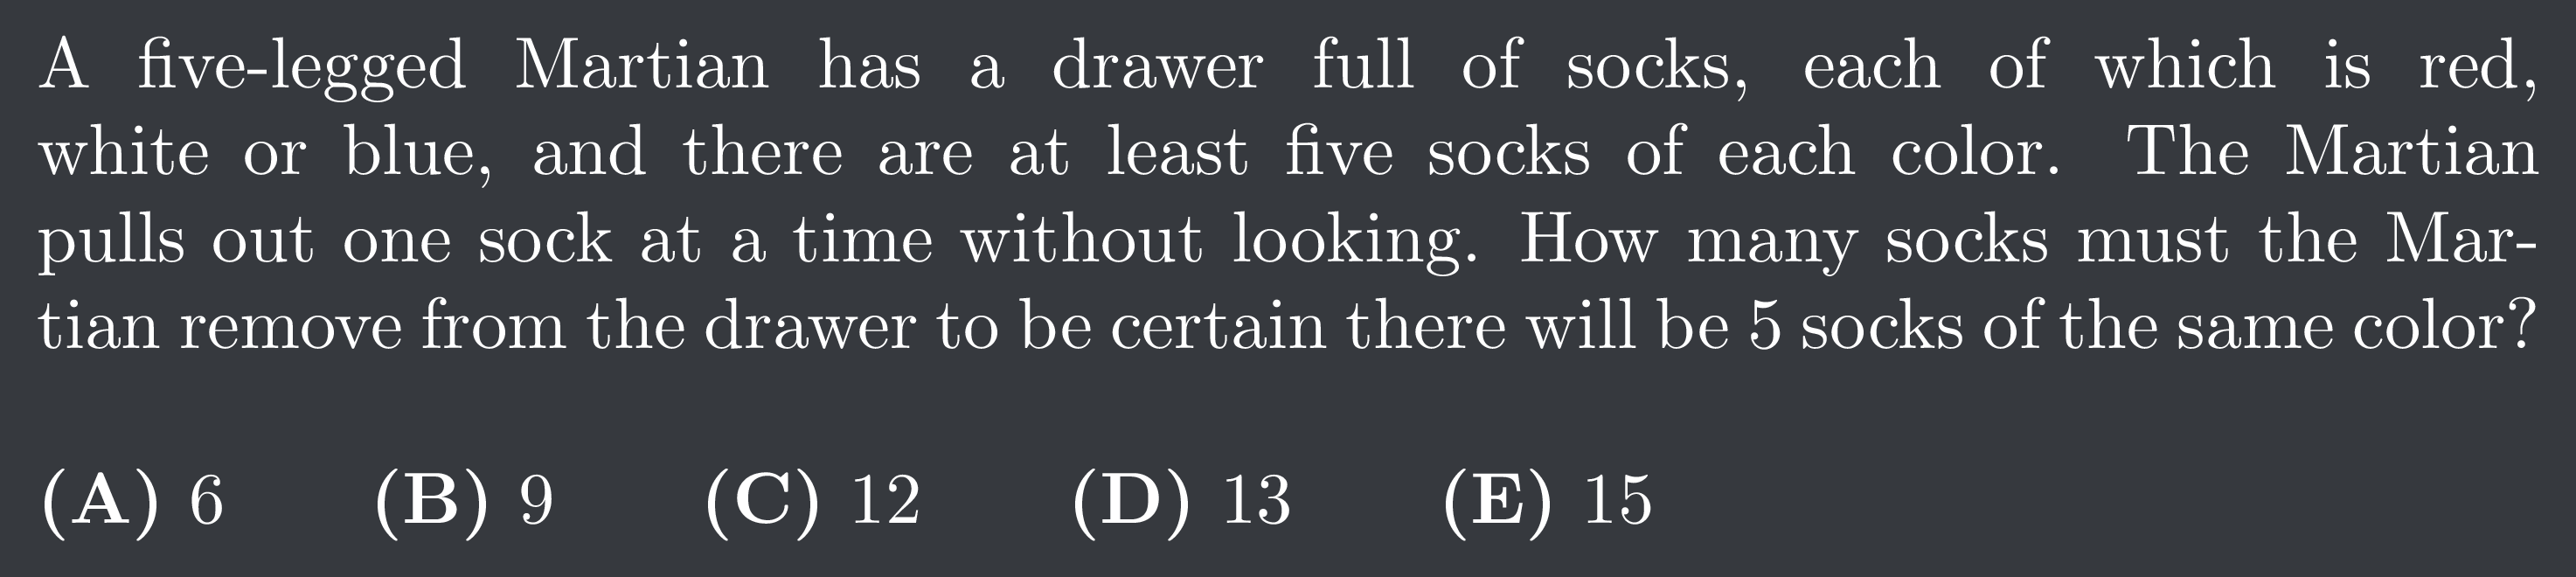 A five-legged Martian has a drawer full of socks, each of which is red,
white or blue, and there are at least five socks of each color. The Martian
pulls out one sock at a time without looking. How many socks must the Mar-
tian remove from the drawer to be certain there will be 5 socks of the same color?
(A) 6 (B) 9 (C) 12 (D) 13 (E) 15